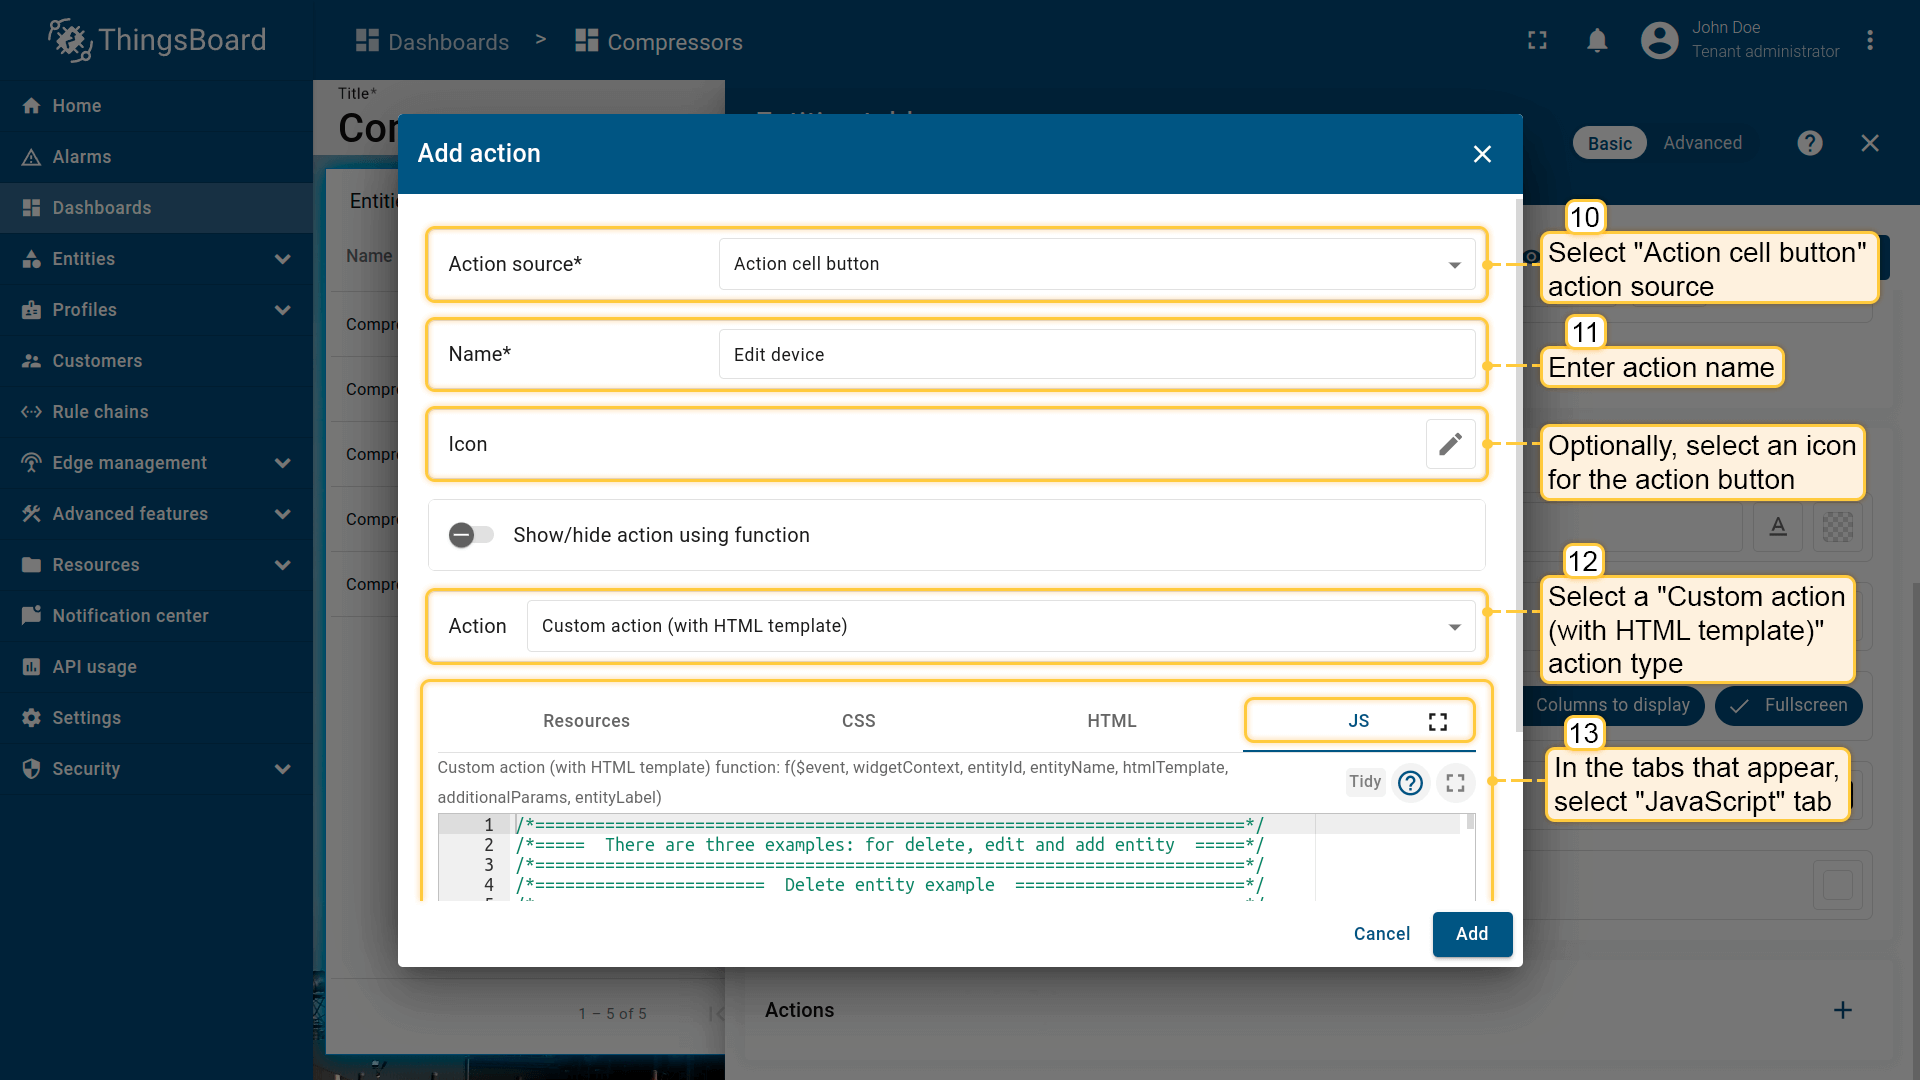 ThingsBoard
Dashboards > Compressors
John Doe
Tenant administrator
Home
Alarms
Dashboards
Entities
Profiles
Customers
Rule chains
Edge management
Advanced features
Resources
Notification center
API usage
Settings
Security
Title*
Basic
Advanced
Name
1 – 5 of 5
Add action
Action source*
Action cell button
Name*
Edit device
Icon
Show/hide action using function
Action
Custom action (with HTML template)
Resources
CSS
HTML
JS
Custom action (with HTML template) function: f($event, widgetContext, entityId, entityName, htmlTemplate,
additionalParams, entityLabel)
Tidy
1 /*=======================================================================*/
2 /*===== There are three examples: for delete, edit and add entity =====*/
3 /*=======================================================================*/
4 /*======================= Delete entity example =======================*/
Cancel
Add
10
Select "Action cell button"
action source
11
Enter action name
Optionally, select an icon
for the action button
12
Select a "Custom action
(with HTML template)"
action type
Columns to display
Fullscreen
13
In the tabs that appear,
select "JavaScript" tab
Actions